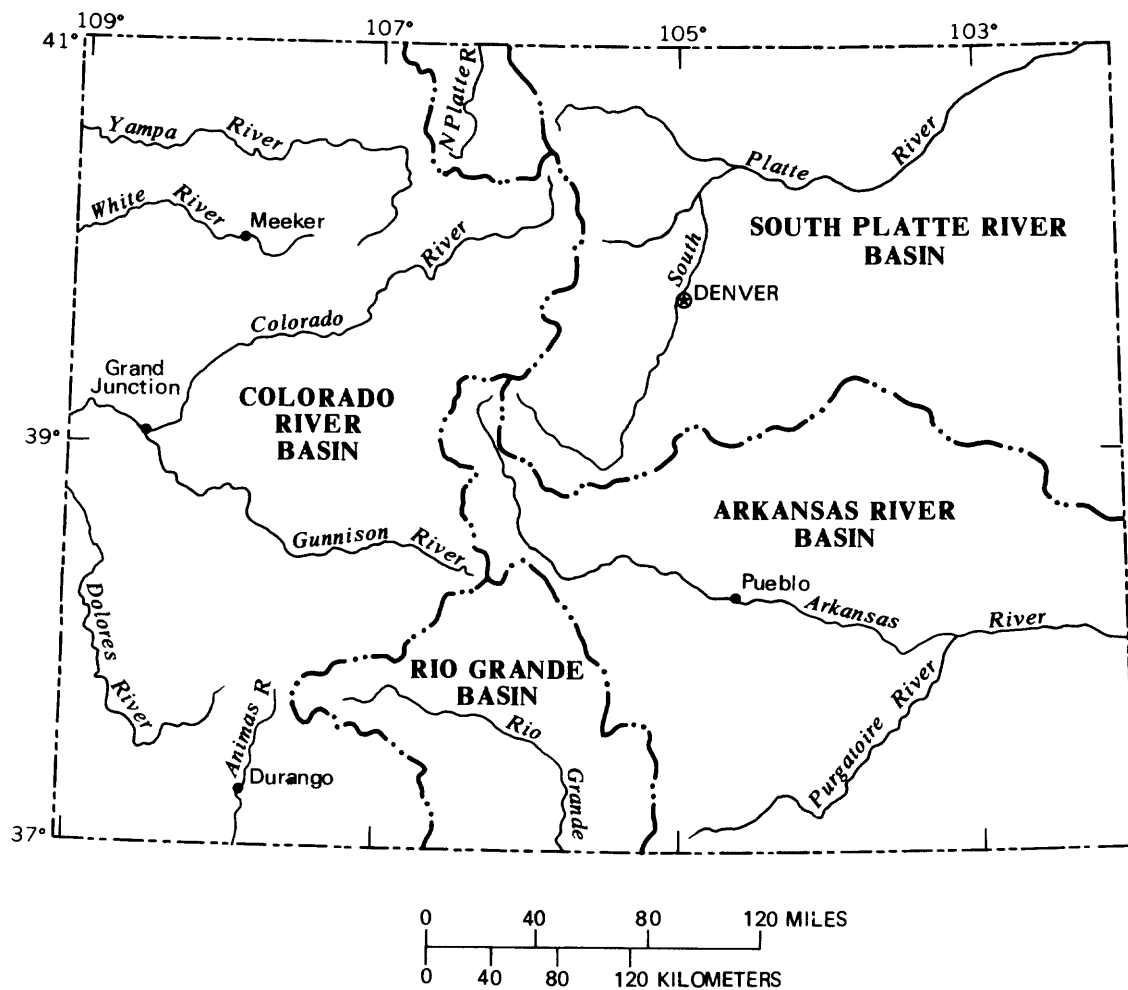 109°
107°
105°
103°
41°
N Platte R
Yampa River
Platte River
White River
Meeker
River
SOUTH PLATTE RIVER
BASIN
South
DENVER
Colorado
Grand
Junction
COLORADO
RIVER
BASIN
39°
ARKANSAS RIVER
BASIN
Gunnison River
Pueblo
Arkansas River
Dolores River
RIO GRANDE
BASIN
Animas R
Rio Grande
Purgatoire River
Durango
37°
0 40 80 120 MILES
0 40 80 120 KILOMETERS